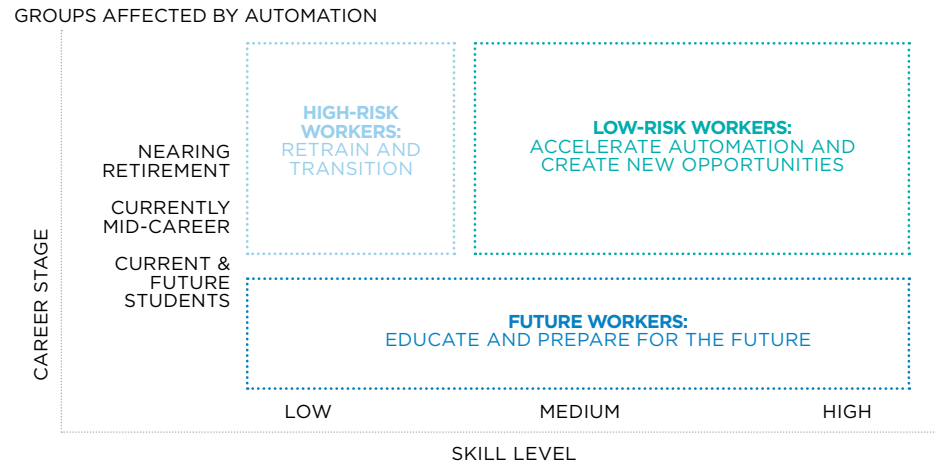 GROUPS AFFECTED BY AUTOMATION
HIGH-RISK
WORKERS:
RETRAIN AND
TRANSITION
LOW-RISK WORKERS:
ACCELERATE AUTOMATION AND
CREATE NEW OPPORTUNITIES
NEARING
RETIREMENT
CURRENTLY
MID-CAREER
CURRENT &
FUTURE
STUDENTS
CAREER STAGE
FUTURE WORKERS:
EDUCATE AND PREPARE FOR THE FUTURE
LOW
MEDIUM
HIGH
SKILL LEVEL